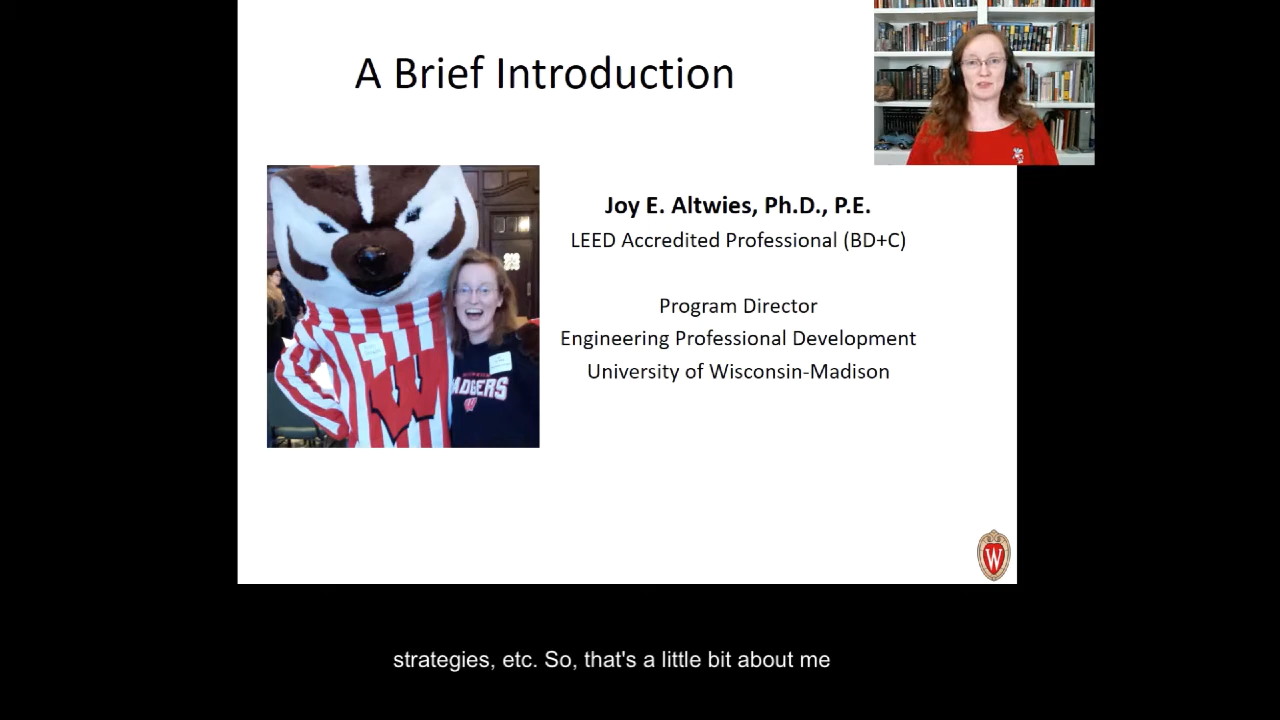 A Brief Introduction
Joy E. Altwies, Ph.D., P.E.
LEED Accredited Professional (BD+C)
Program Director
Engineering Professional Development
University of Wisconsin-Madison
W
ADGERS
W
W
strategies, etc. So, that's a little bit about me